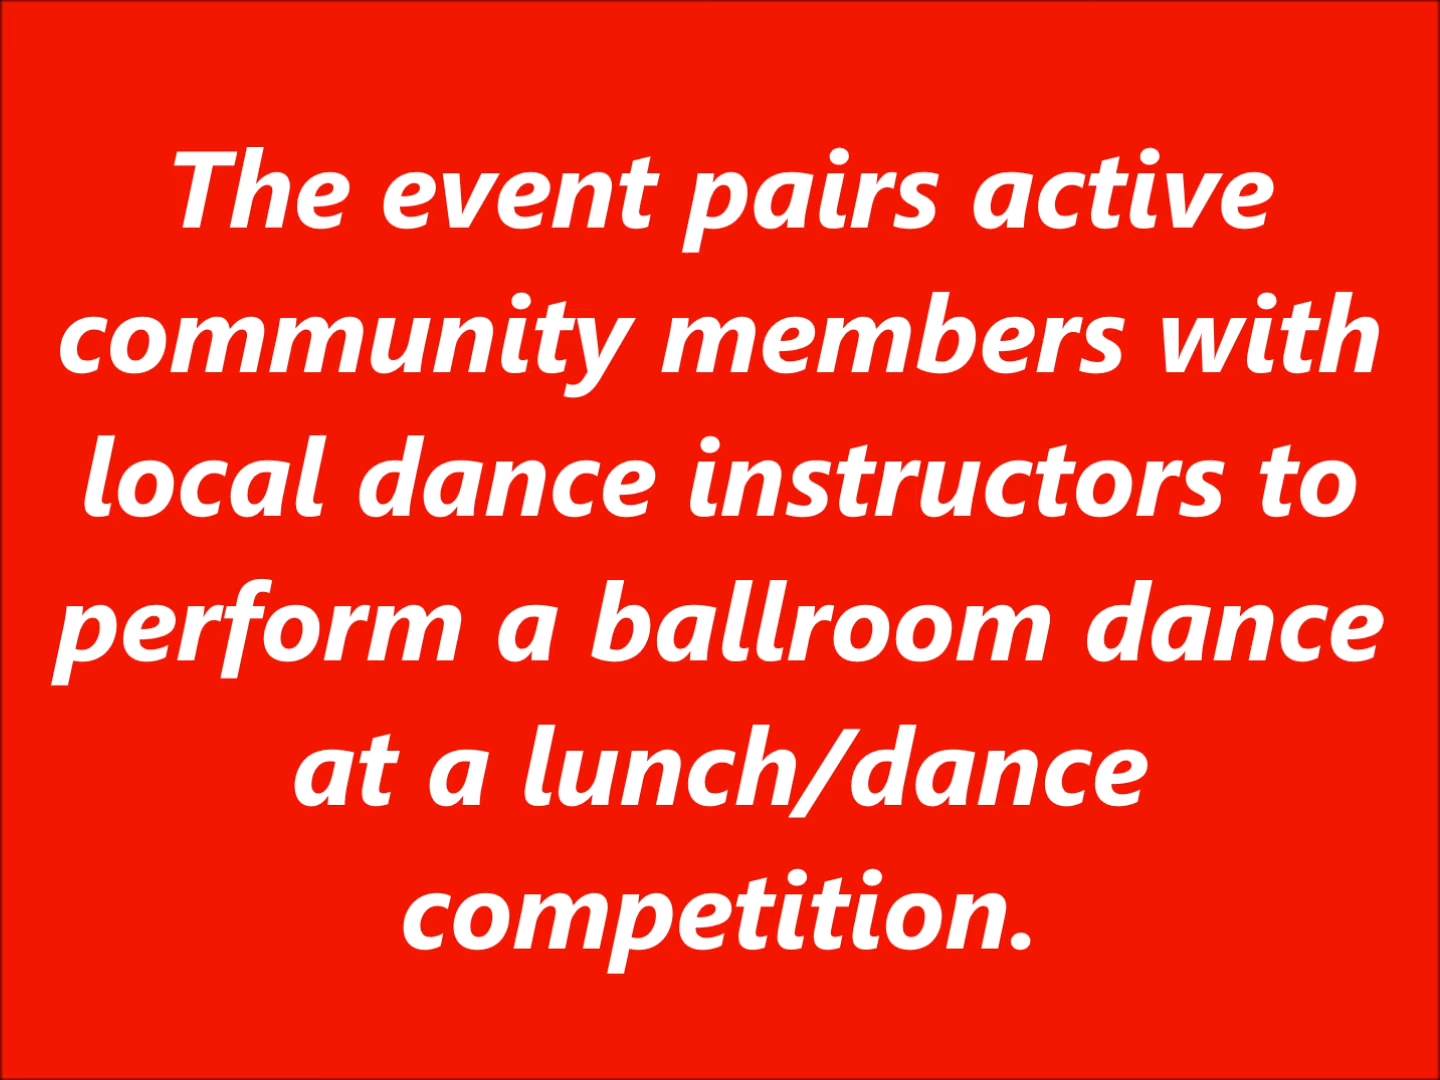 The event pairs active
community members with
local dance instructors to
perform a ballroom dance
at a lunch/dance
competition.